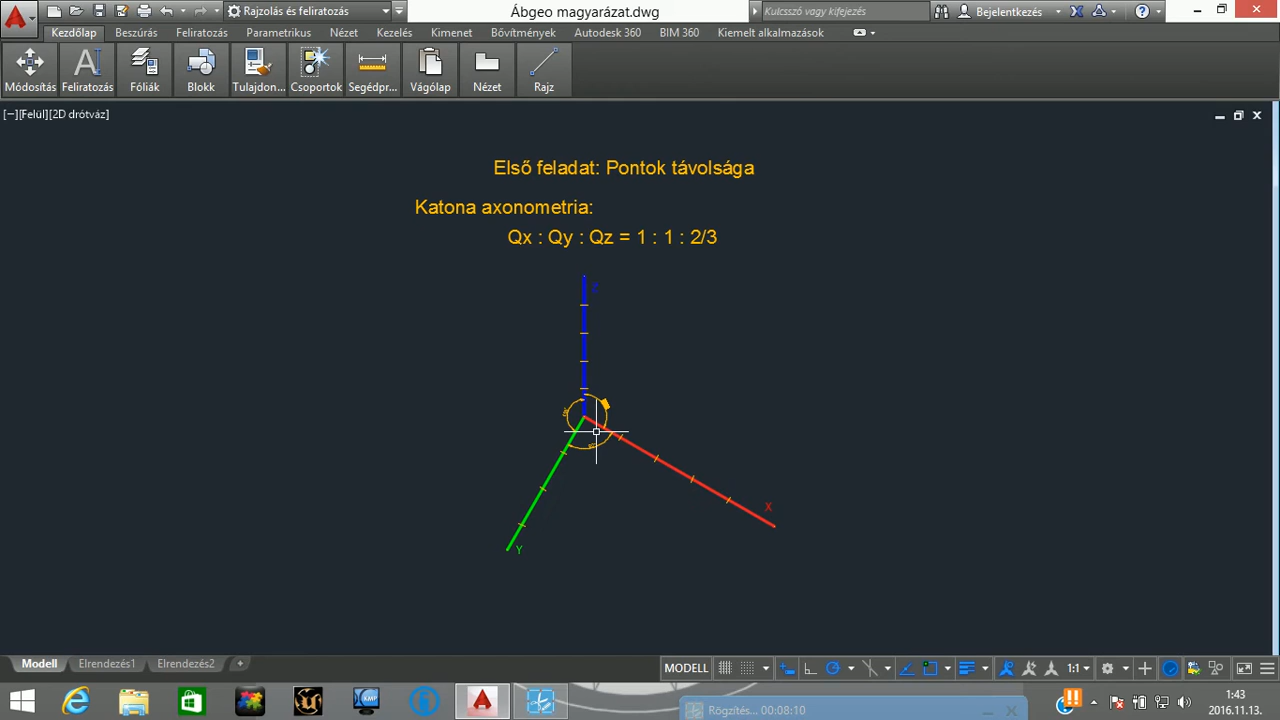 Rajzolás és feliratozás
Ábgeo magyarázat.dwg
Kulcsszó vagy kifejezés
Bejelentkezés
Kezdőlap Beszúrás Feliratozás Parametrikus Nézet Kezelés Kimenet Bővítmények Autodesk 360 BIM 360 Kiemelt alkalmazások
Módosítás Feliratozás Fóliák Blokk Tulajdon... Csoportok Segédpr... Vágólap Nézet Rajz
[−][Felül][2D drótváz]
Első feladat: Pontok távolsága
Katona axonometria:
Qx : Qy : Qz = 1 : 1 : 2/3
Z
X
Y
Modell Elrendezés1 Elrendezés2 +
MODELL 1:1
Rögzítés... 00:08:10
1:43
2016.11.13.